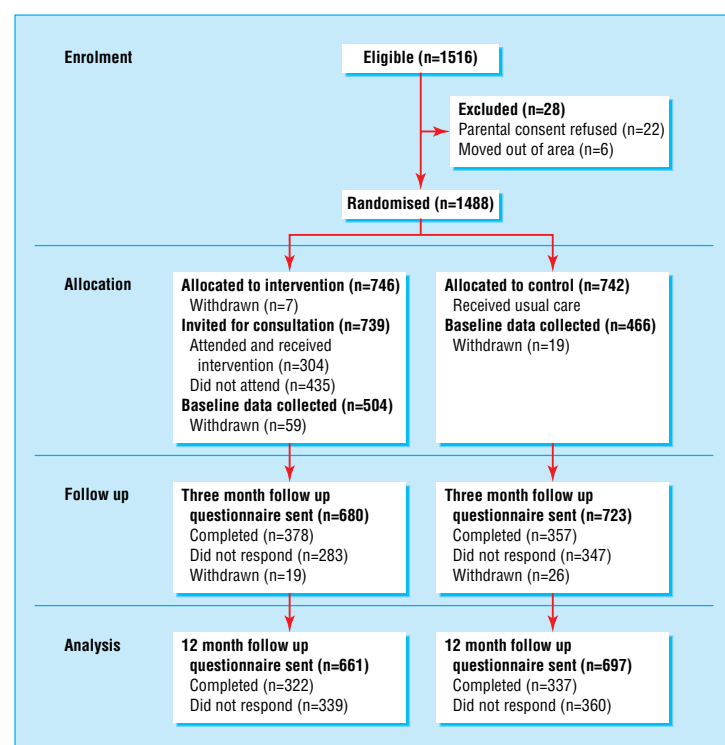 Enrolment
Eligible (n=1516)
Excluded (n=28)
Parental consent refused (n=22)
Moved out of area (n=6)
Randomised (n=1488)
Allocation
Allocated to intervention (n=746)
Withdrawn (n=7)
Invited for consultation (n=739)
Attended and received
intervention (n=304)
Did not attend (n=435)
Baseline data collected (n=504)
Withdrawn (n=59)
Allocated to control (n=742)
Received usual care
Baseline data collected (n=466)
Withdrawn (n=19)
Follow up
Three month follow up
questionnaire sent (n=680)
Completed (n=378)
Did not respond (n=283)
Withdrawn (n=19)
Three month follow up
questionnaire sent (n=723)
Completed (n=357)
Did not respond (n=347)
Withdrawn (n=26)
Analysis
12 month follow up
questionnaire sent (n=661)
Completed (n=322)
Did not respond (n=339)
12 month follow up
questionnaire sent (n=697)
Completed (n=337)
Did not respond (n=360)